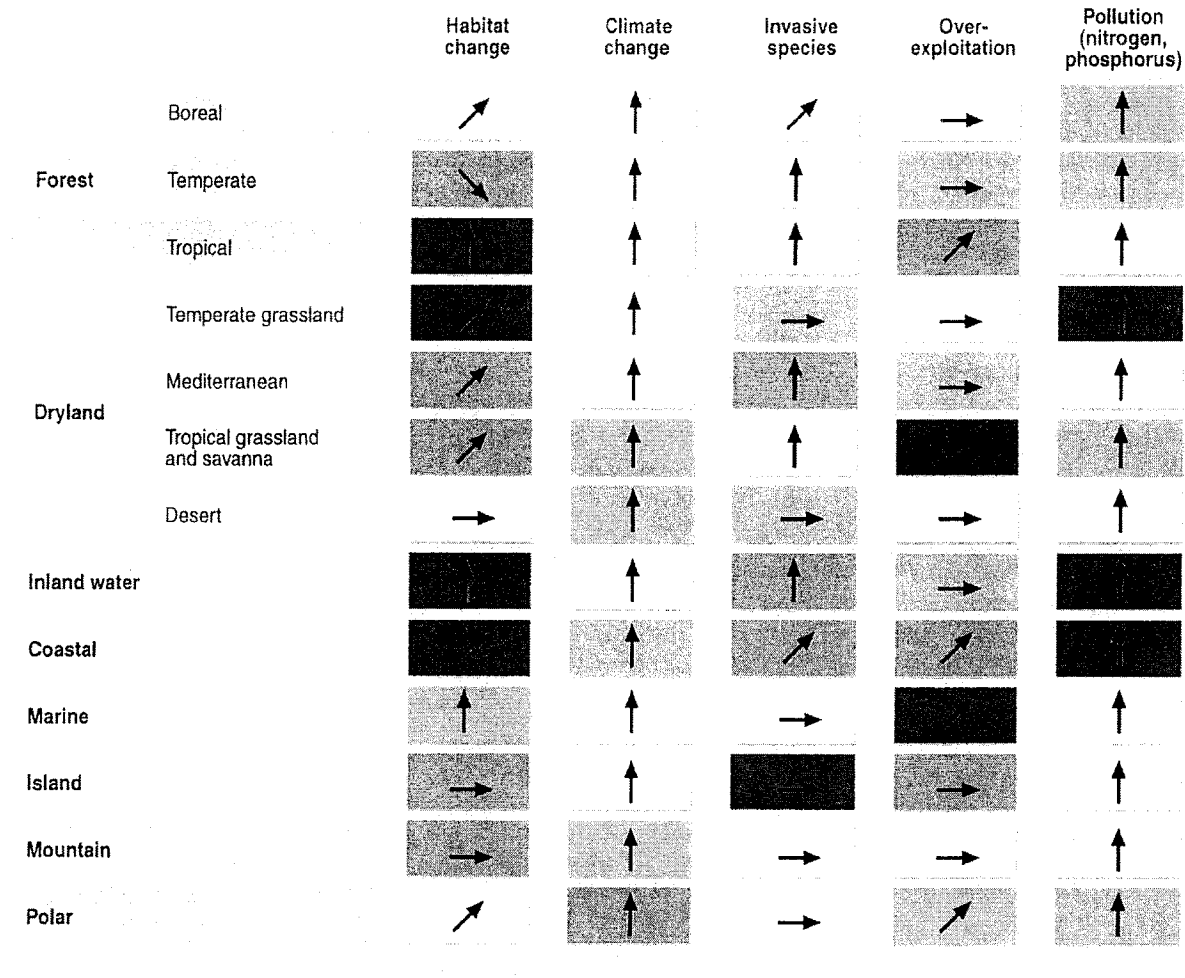 Habitat change
Climate change
Invasive species
Over-exploitation
Pollution (nitrogen, phosphorus)
Forest
Boreal
Temperate
Tropical
Dryland
Temperate grassland
Mediterranean
Tropical grassland and savanna
Desert
Inland water
Coastal
Marine
Island
Mountain
Polar